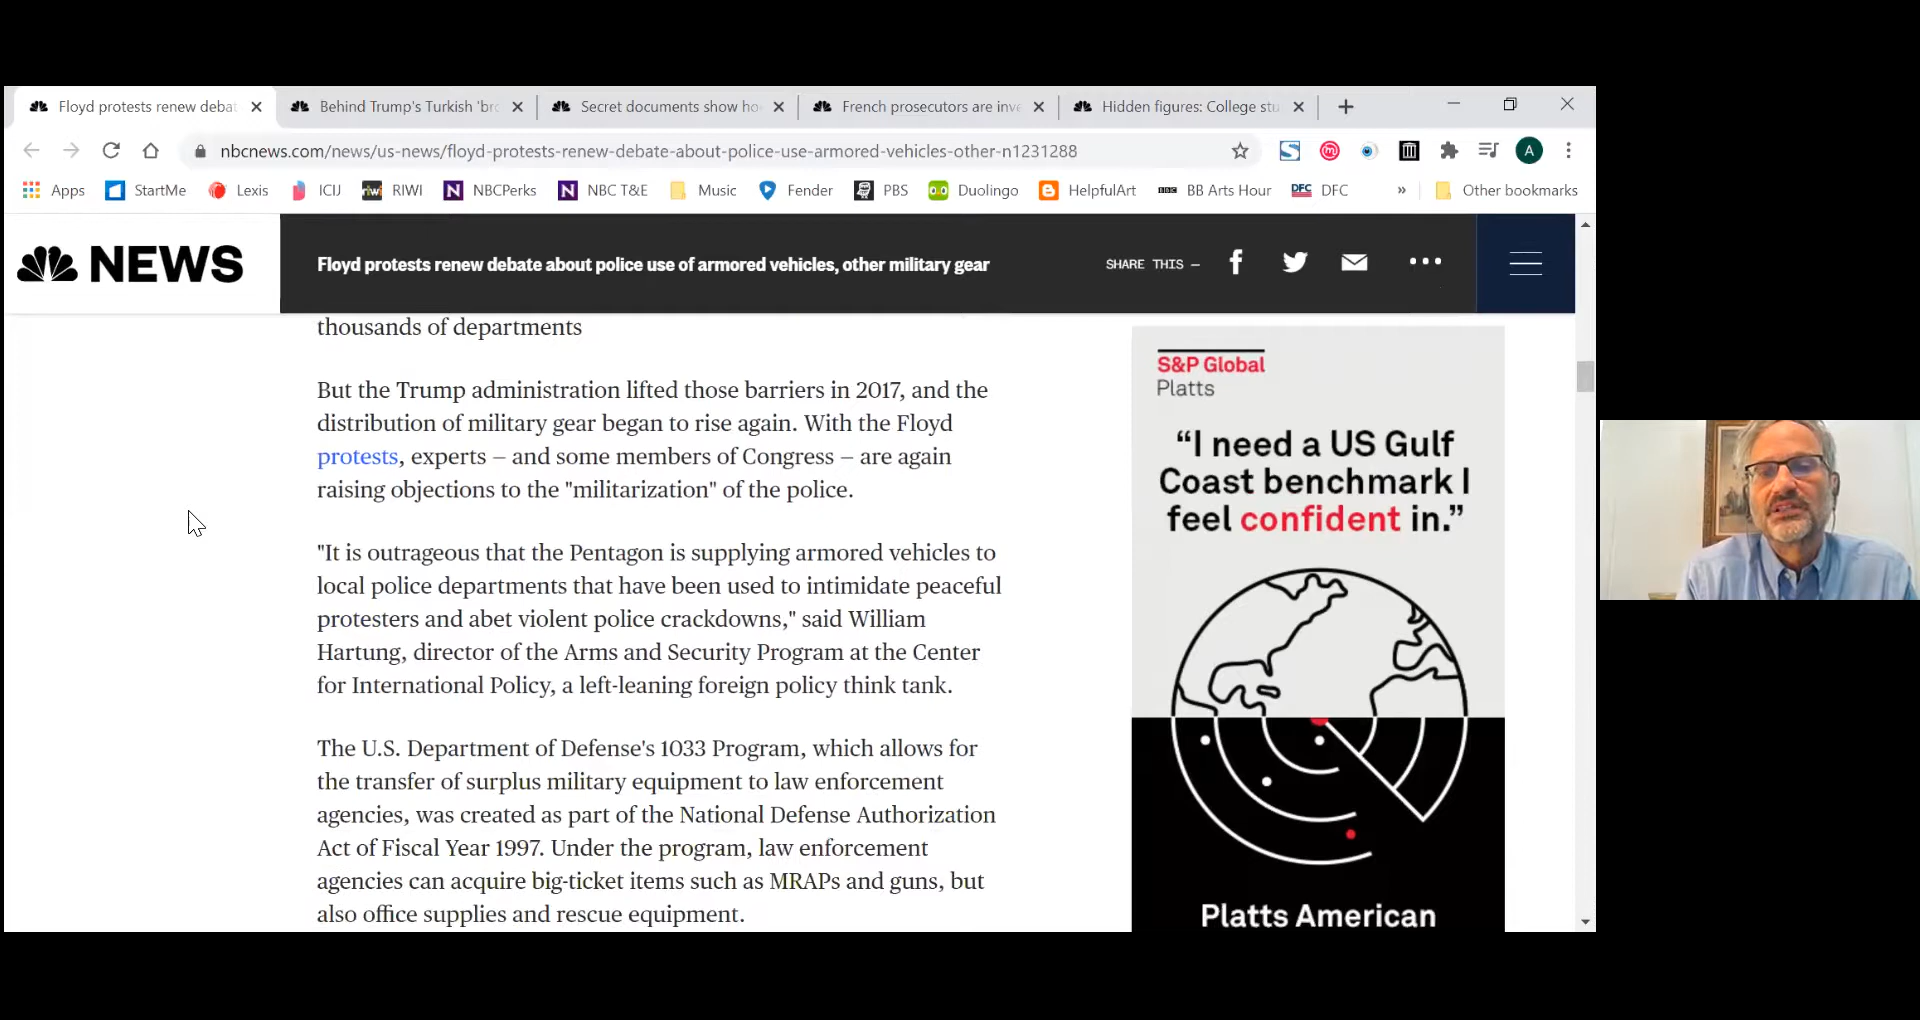 Floyd protests renew deba
Behind Trump's Turkish 'br
Secret documents show ho
French prosecutors are inve
Hidden figures: College stu
nbcnews.com/news/us-news/floyd-protests-renew-debate-about-police-use-armored-vehicles-other-n1231288
A
Apps
StartMe
Lexis
ICIJ
riwi RIWI
N NBCPerks
N NBC T&E
Music
Fender
PBS
Duolingo
HelpfulArt
BBC BB Arts Hour
DFC DFC
»
Other bookmarks
NEWS
Floyd protests renew debate about police use of armored vehicles, other military gear
SHARE THIS —
thousands of departments
But the Trump administration lifted those barriers in 2017, and the
distribution of military gear began to rise again. With the Floyd
protests, experts — and some members of Congress — are again
raising objections to the "militarization" of the police.
"It is outrageous that the Pentagon is supplying armored vehicles to
local police departments that have been used to intimidate peaceful
protesters and abet violent police crackdowns," said William
Hartung, director of the Arms and Security Program at the Center
for International Policy, a left-leaning foreign policy think tank.
The U.S. Department of Defense's 1033 Program, which allows for
the transfer of surplus military equipment to law enforcement
agencies, was created as part of the National Defense Authorization
Act of Fiscal Year 1997. Under the program, law enforcement
agencies can acquire big-ticket items such as MRAPs and guns, but
also office supplies and rescue equipment.
S&P Global
Platts
“I need a US Gulf
Coast benchmark I
feel confident in.”
Platts American